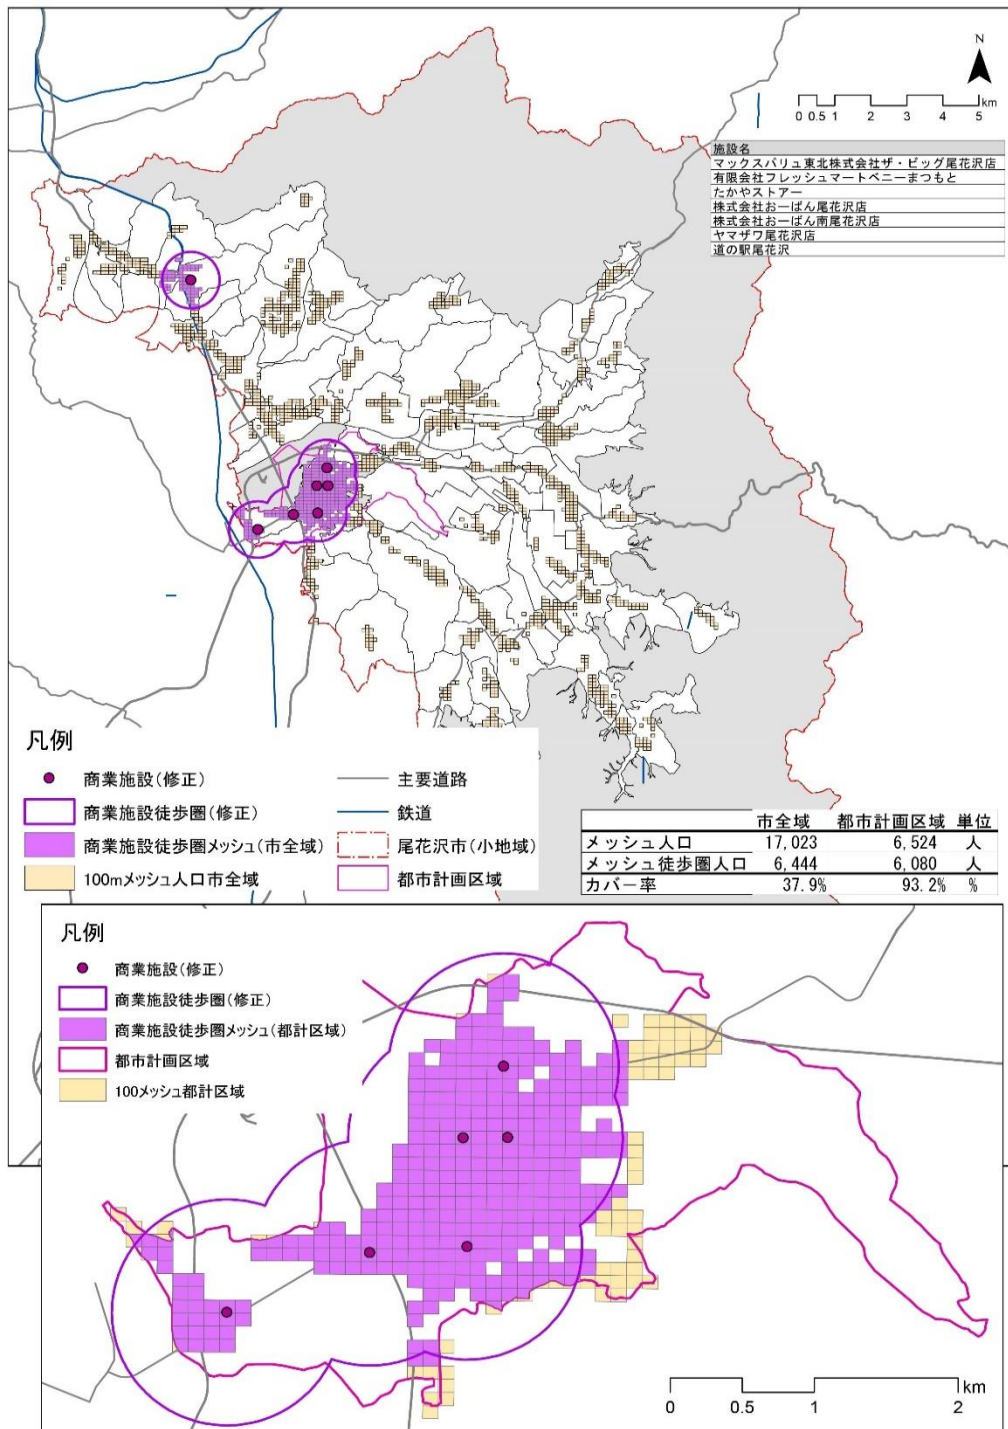 N
0 0.5 1 2 3 4 5 km
施設名
マックスバリュ東北株式会社ザ・ビッグ尾花沢店
有限会社フレッシュマートベニーまつもと
たかやストアー
株式会社おーばん尾花沢店
株式会社おーばん南尾花沢店
ヤマザワ尾花沢店
道の駅尾花沢
凡例
商業施設(修正)
商業施設徒歩圏(修正)
商業施設徒歩圏メッシュ(市全域)
100mメッシュ人口市全域
主要道路
鉄道
尾花沢市(小地域)
都市計画区域
市全域 都市計画区域 単位
メッシュ人口 17,023 6,524 人
メッシュ徒歩圏人口 6,444 6,080 人
カバー率 37.9% 93.2% %
凡例
商業施設(修正)
商業施設徒歩圏(修正)
商業施設徒歩圏メッシュ(都計区域)
都市計画区域
100メッシュ都計区域
km
0 0.5 1 2